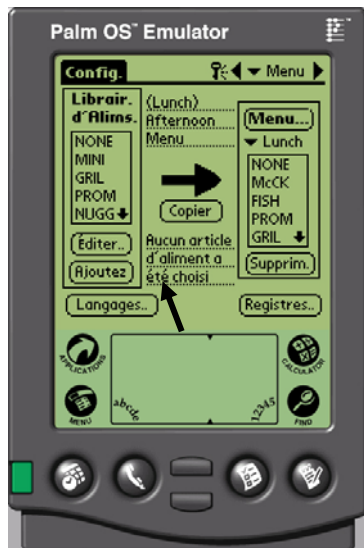 Palm OS™ Emulator
Config.
Menu
Librair.
d'Alims.
NONE
MINI
GRIL
PROM
NUGG
Éditer..
Ajoutez
(Lunch)
Afternoon
Menu
Copier
Aucun article
d'aliment a
été choisi
Menu...
Lunch
NONE
McCK
FISH
PROM
GRIL
Supprim.
Langages..
Registres..
APPLICATIONS
MENU
abcde
12345
CALCULATOR
FIND